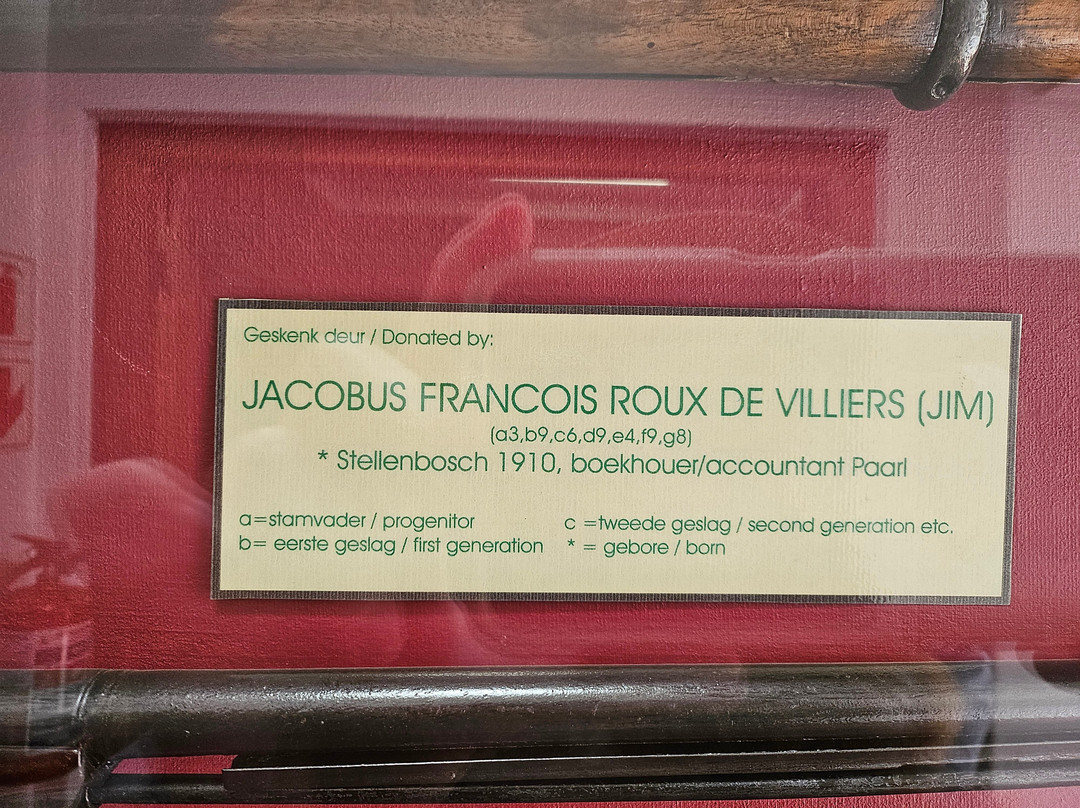 Geskenk deur / Donated by:
JACOBUS FRANCOIS ROUX DE VILLIERS (JIM)
(a3,b9,c6,d9,e4,f9,g8)
* Stellenbosch 1910, boekhouer/accountant Paarl
a=stamvader / progenitor
b= eerste geslag / first generation
c =tweede geslag / second generation etc.
* = gebore / born